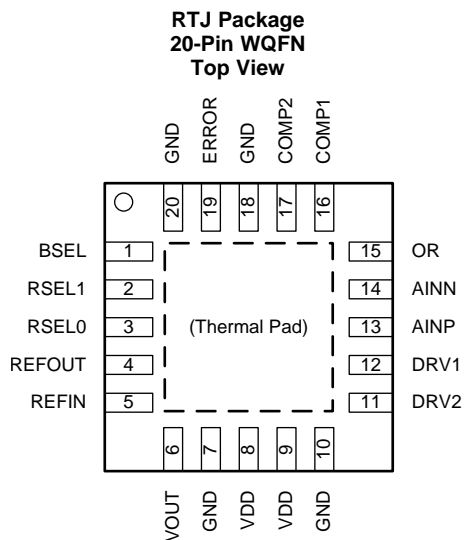 RTJ Package
20-Pin WQFN
Top View
GND
ERROR
GND
COMP2
COMP1
20
19
18
17
16
BSEL 1
RSEL1 2
RSEL0 3
REFOUT 4
REFIN 5
(Thermal Pad)
15 OR
14 AINN
13 AINP
12 DRV1
11 DRV2
6
7
8
9
10
VOUT
GND
VDD
VDD
GND